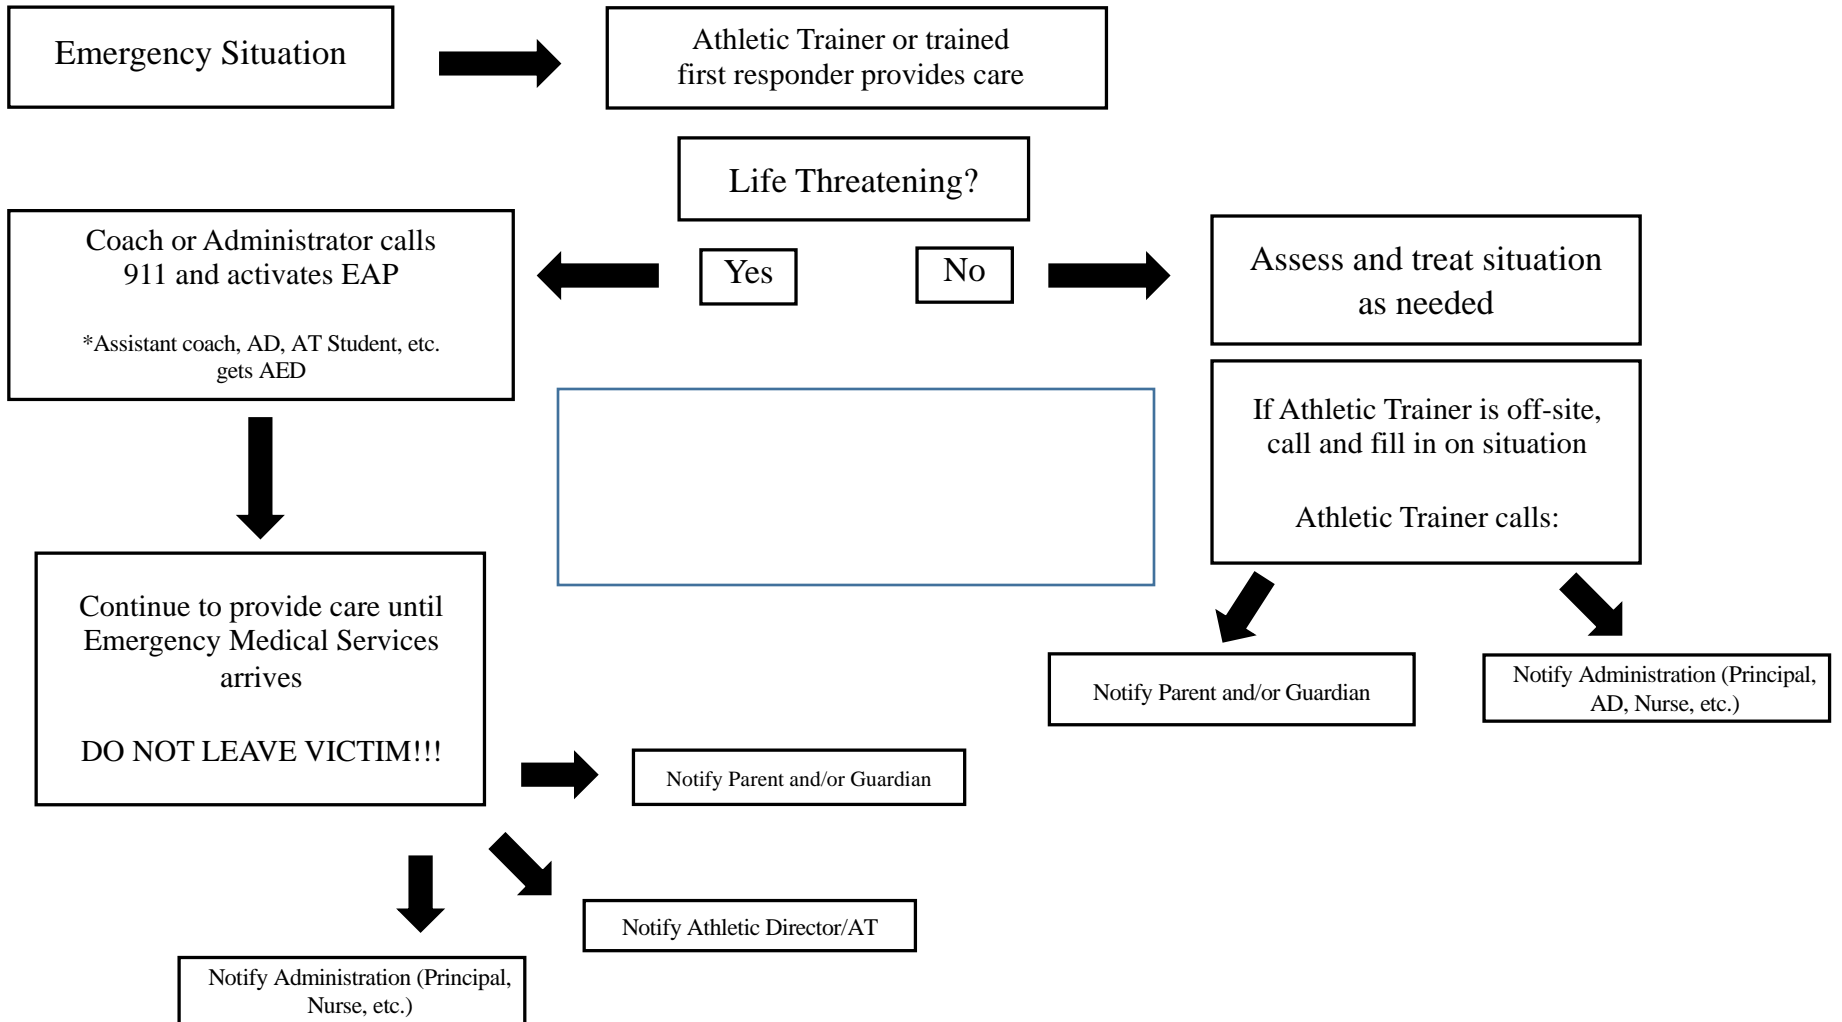 Emergency Situation
Athletic Trainer or trained
first responder provides care
Life Threatening?
Yes
No
Coach or Administrator calls
911 and activates EAP
*Assistant coach, AD, AT Student, etc.
gets AED
Assess and treat situation
as needed
If Athletic Trainer is off-site,
call and fill in on situation
Athletic Trainer calls:
Continue to provide care until
Emergency Medical Services
arrives
DO NOT LEAVE VICTIM!!!
Notify Parent and/or Guardian
Notify Administration (Principal,
AD, Nurse, etc.)
Notify Parent and/or Guardian
Notify Athletic Director/AT
Notify Administration (Principal,
Nurse, etc.)